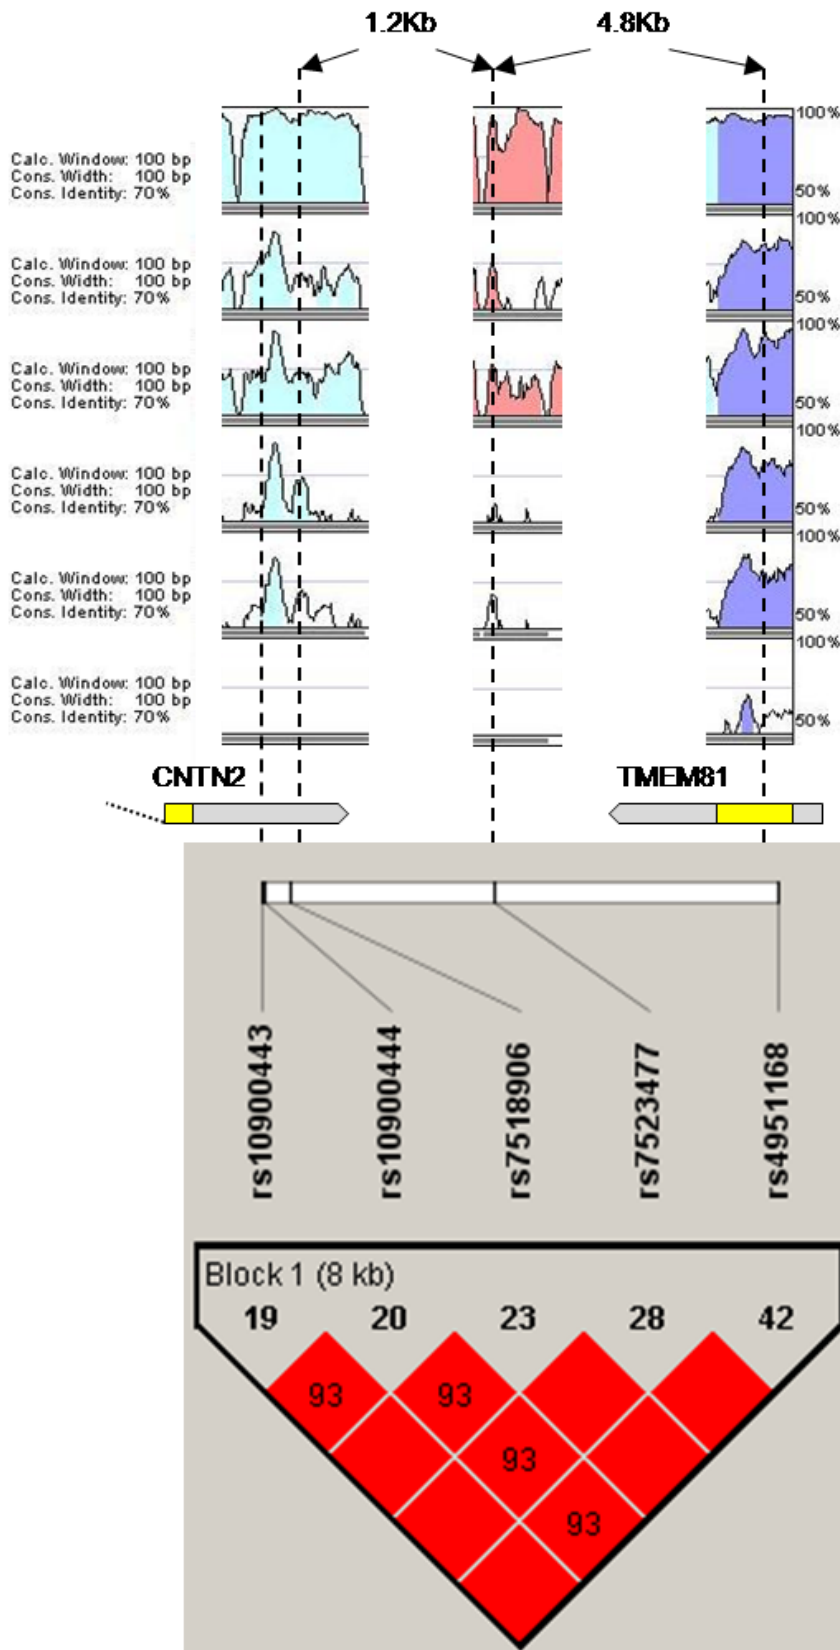 1.2Kb 4.8Kb
100%
Calc. Window: 100 bp
Cons. Width: 100 bp
Cons. Identity: 70%
50%
100%
Calc. Window: 100 bp
Cons. Width: 100 bp
Cons. Identity: 70%
50%
100%
Calc. Window: 100 bp
Cons. Width: 100 bp
Cons. Identity: 70%
50%
100%
Calc. Window: 100 bp
Cons. Width: 100 bp
Cons. Identity: 70%
50%
100%
Calc. Window: 100 bp
Cons. Width: 100 bp
Cons. Identity: 70%
50%
100%
Calc. Window: 100 bp
Cons. Width: 100 bp
Cons. Identity: 70%
50%
CNTN2 TMEM81
rs10900443
rs10900444
rs7518906
rs7523477
rs4951168
Block 1 (8 kb)
19 20 23 28 42
93 93
93
93